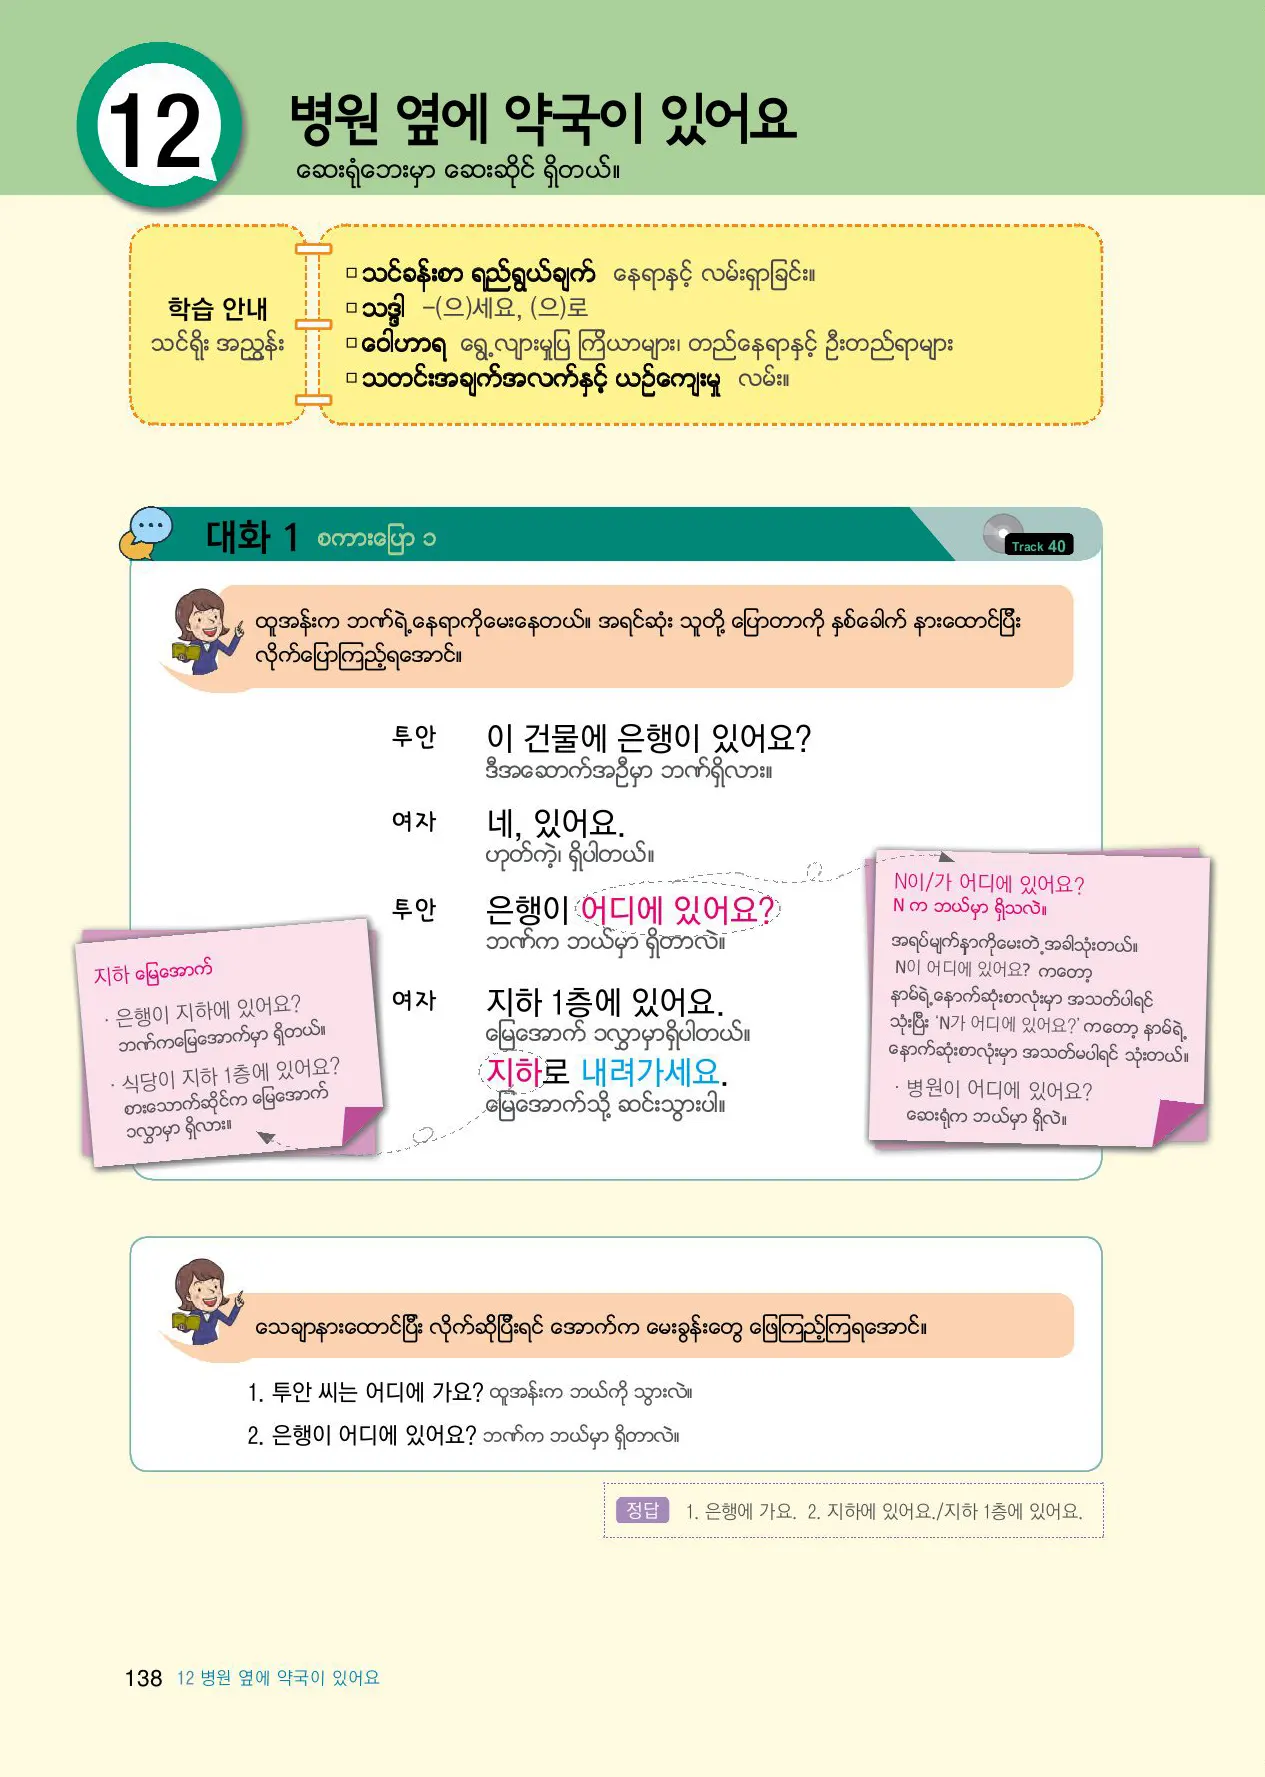 12
병원 옆에 약국이 있어요
ဆေးရုံဘေးမှာ ဆေးဆိုင် ရှိတယ်။
학습 안내
သင်ရိုး အညွှန်း
□ သင်ခန်းစာ ရည်ရွယ်ချက် နေရာနှင့် လမ်းရှာခြင်း။
□ သဒ္ဒါ -(으)세요, (으)로
□ ဝေါဟာရ ရွေ့လျားမှုပြ ကြိယာများ၊ တည်နေရာနှင့် ဦးတည်ရာများ
□ သတင်းအချက်အလက်နှင့် ယဉ်ကျေးမှု လမ်း။
대화 1 စကားပြော ၁
Track 40
ထူအန်းက ဘဏ်ရဲ့နေရာကိုမေးနေတယ်။ အရင်ဆုံး သူတို့ ပြောတာကို နှစ်ခေါက် နားထောင်ပြီး
လိုက်ပြောကြည့်ရအောင်။
투안 이 건물에 은행이 있어요?
ဒီအဆောက်အဦမှာ ဘဏ်ရှိလား။
여자 네, 있어요.
ဟုတ်ကဲ့၊ ရှိပါတယ်။
투안 은행이 어디에 있어요?
ဘဏ်က ဘယ်မှာ ရှိတာလဲ။
여자 지하 1층에 있어요.
မြေအောက် ၁လွှာမှာရှိပါတယ်။
지하로 내려가세요.
မြေအောက်သို့ ဆင်းသွားပါ။
지하 မြေအောက်
· 은행이 지하에 있어요?
ဘဏ်ကမြေအောက်မှာ ရှိတယ်။
· 식당이 지하 1층에 있어요?
စားသောက်ဆိုင်က မြေအောက်
၁လွှာမှာ ရှိလား။
N이/가 어디에 있어요?
N က ဘယ်မှာ ရှိသလဲ။
အရပ်မျက်နှာကိုမေးတဲ့အခါသုံးတယ်။
N이 어디에 있어요? ကတော့
နာမ်ရဲ့နောက်ဆုံးစာလုံးမှာ အသတ်ပါရင်
သုံးပြီး ‘N가 어디에 있어요?’ ကတော့ နာမ်ရဲ့
နောက်ဆုံးစာလုံးမှာ အသတ်မပါရင် သုံးတယ်။
· 병원이 어디에 있어요?
ဆေးရုံက ဘယ်မှာ ရှိလဲ။
သေချာနားထောင်ပြီး လိုက်ဆိုပြီးရင် အောက်က မေးခွန်းတွေ ဖြေကြည့်ကြရအောင်။
1. 투안 씨는 어디에 가요? ထူအန်းက ဘယ်ကို သွားလဲ။
2. 은행이 어디에 있어요? ဘဏ်က ဘယ်မှာ ရှိတာလဲ။
정답 1. 은행에 가요. 2. 지하에 있어요./지하 1층에 있어요.
138 12 병원 옆에 약국이 있어요